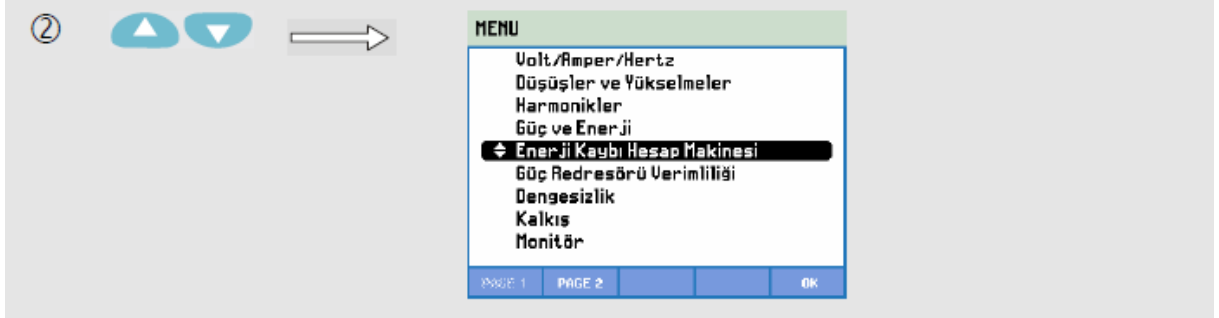 ②
MENU
Volt/Amper/Hertz
Düşüşler ve Yükselmeler
Harmonikler
Güç ve Enerji
Enerji Kaybı Hesap Makinesi
Güç Redresörü Verimliliği
Dengesizlik
Kalkış
Monitör
PAGE 1 PAGE 2 OK